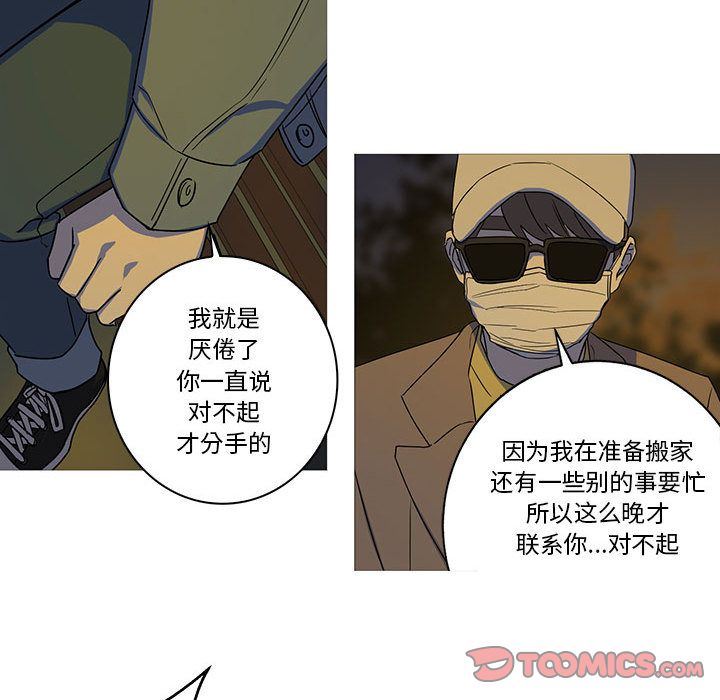 我就是
厌倦了
你一直说
对不起
才分手的
因为我在准备搬家
还有一些别的事要忙
所以这么晚才
联系你...对不起
TOOMICS.COM